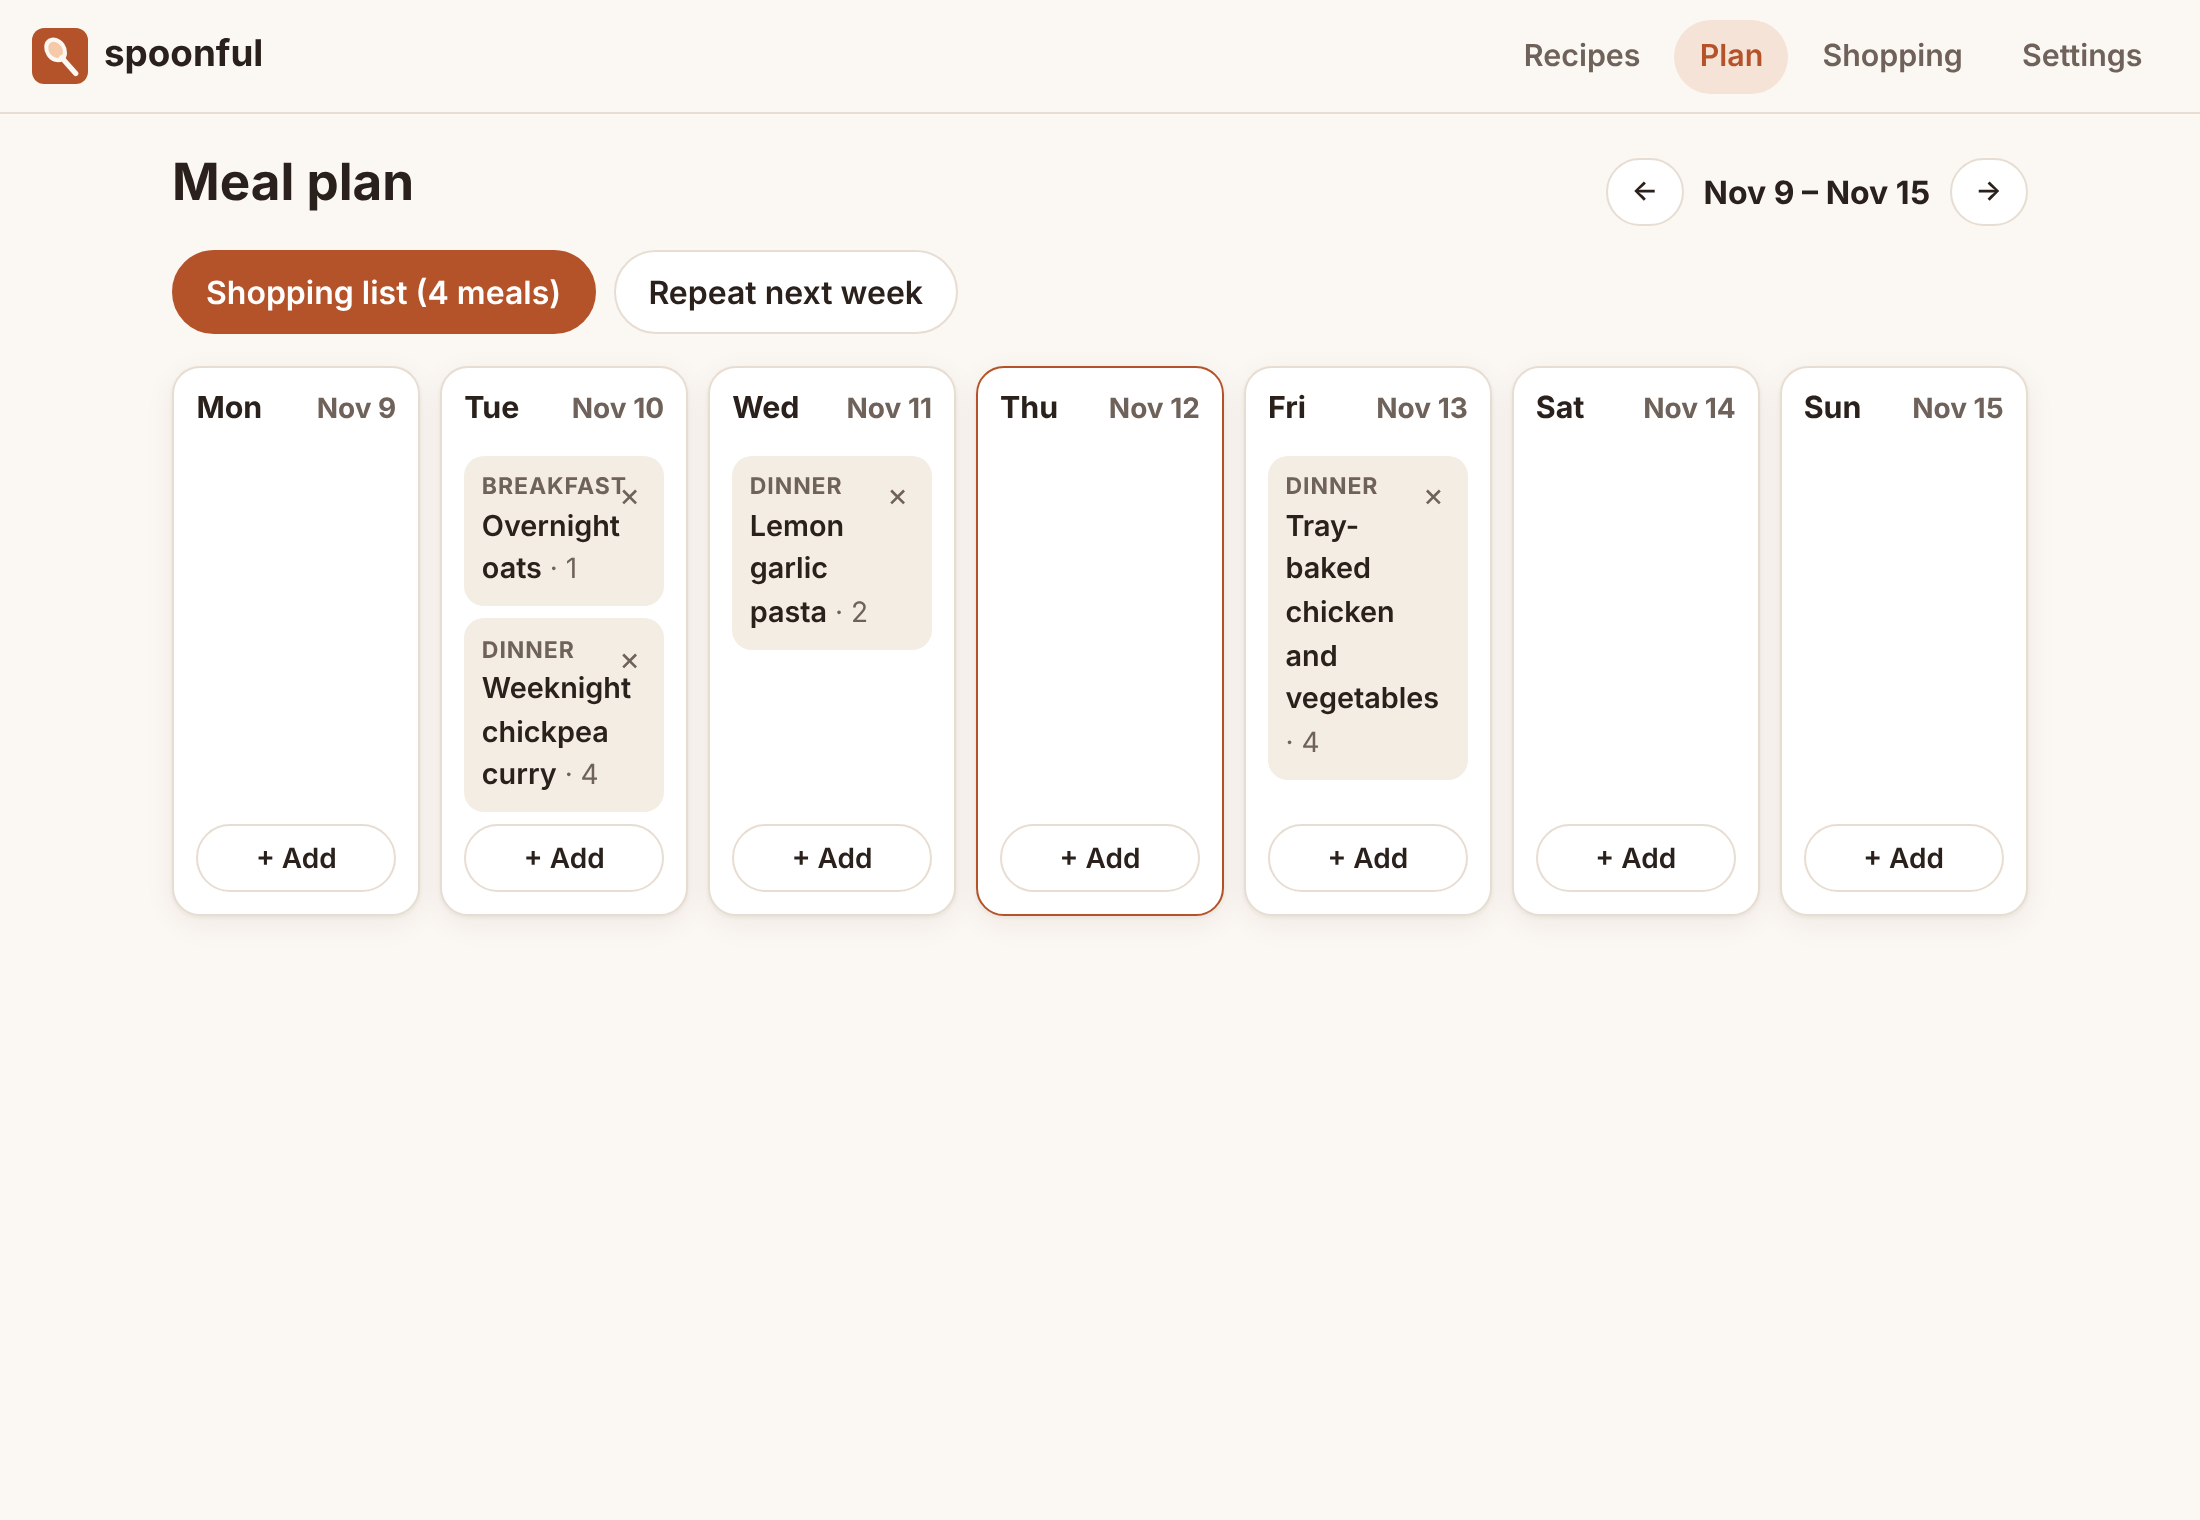 spoonful
Recipes
Plan
Shopping
Settings
Meal plan
←
Nov 9 – Nov 15
→
Shopping list (4 meals)
Repeat next week
Mon Nov 9
+ Add
Tue Nov 10
BREAKFAST ×
Overnight
oats · 1
DINNER ×
Weeknight
chickpea
curry · 4
+ Add
Wed Nov 11
DINNER ×
Lemon
garlic
pasta · 2
+ Add
Thu Nov 12
+ Add
Fri Nov 13
DINNER ×
Tray-
baked
chicken
and
vegetables
· 4
+ Add
Sat Nov 14
+ Add
Sun Nov 15
+ Add